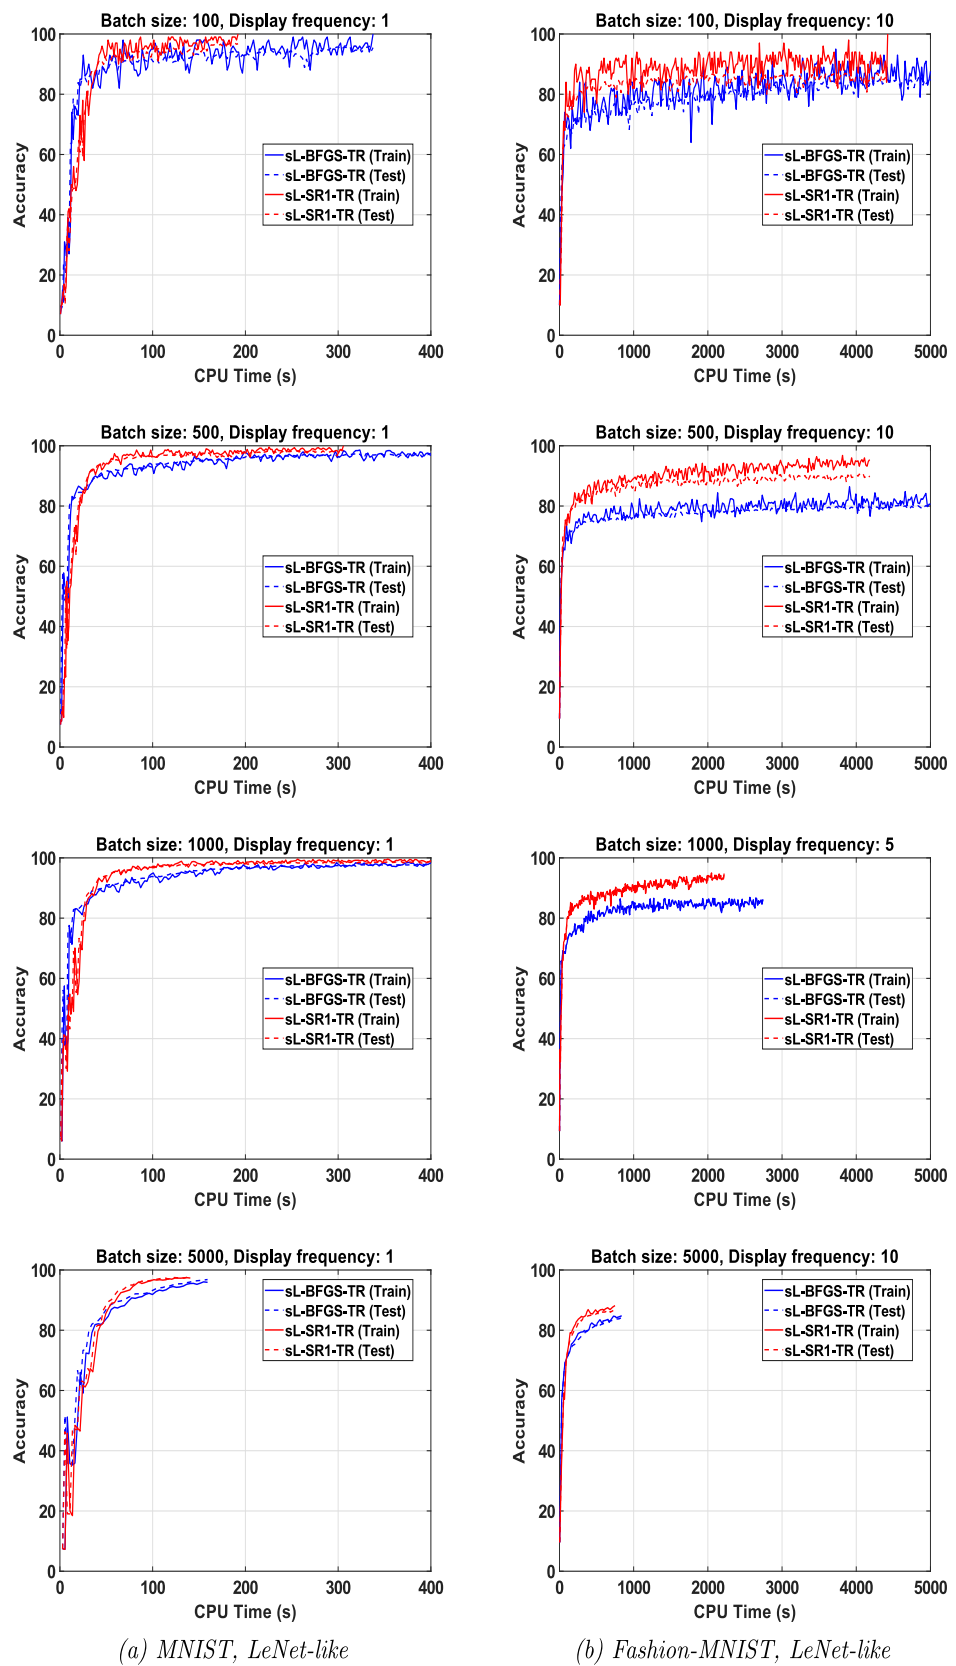 Batch size: 100, Display frequency: 1
100
80
60
40
20
0
Accuracy
sL-BFGS-TR (Train)
sL-BFGS-TR (Test)
sL-SR1-TR (Train)
sL-SR1-TR (Test)
0 100 200 300 400
CPU Time (s)
Batch size: 100, Display frequency: 10
100
80
60
40
20
0
Accuracy
sL-BFGS-TR (Train)
sL-BFGS-TR (Test)
sL-SR1-TR (Train)
sL-SR1-TR (Test)
0 1000 2000 3000 4000 5000
CPU Time (s)
Batch size: 500, Display frequency: 1
100
80
60
40
20
0
Accuracy
sL-BFGS-TR (Train)
sL-BFGS-TR (Test)
sL-SR1-TR (Train)
sL-SR1-TR (Test)
0 100 200 300 400
CPU Time (s)
Batch size: 500, Display frequency: 10
100
80
60
40
20
0
Accuracy
sL-BFGS-TR (Train)
sL-BFGS-TR (Test)
sL-SR1-TR (Train)
sL-SR1-TR (Test)
0 1000 2000 3000 4000 5000
CPU Time (s)
Batch size: 1000, Display frequency: 1
100
80
60
40
20
0
Accuracy
sL-BFGS-TR (Train)
sL-BFGS-TR (Test)
sL-SR1-TR (Train)
sL-SR1-TR (Test)
0 100 200 300 400
CPU Time (s)
Batch size: 1000, Display frequency: 5
100
80
60
40
20
0
Accuracy
sL-BFGS-TR (Train)
sL-BFGS-TR (Test)
sL-SR1-TR (Train)
sL-SR1-TR (Test)
0 1000 2000 3000 4000 5000
CPU Time (s)
Batch size: 5000, Display frequency: 1
100
80
60
40
20
0
Accuracy
sL-BFGS-TR (Train)
sL-BFGS-TR (Test)
sL-SR1-TR (Train)
sL-SR1-TR (Test)
0 100 200 300 400
CPU Time (s)
Batch size: 5000, Display frequency: 10
100
80
60
40
20
0
Accuracy
sL-BFGS-TR (Train)
sL-BFGS-TR (Test)
sL-SR1-TR (Train)
sL-SR1-TR (Test)
0 1000 2000 3000 4000 5000
CPU Time (s)
(a) MNIST, LeNet-like
(b) Fashion-MNIST, LeNet-like